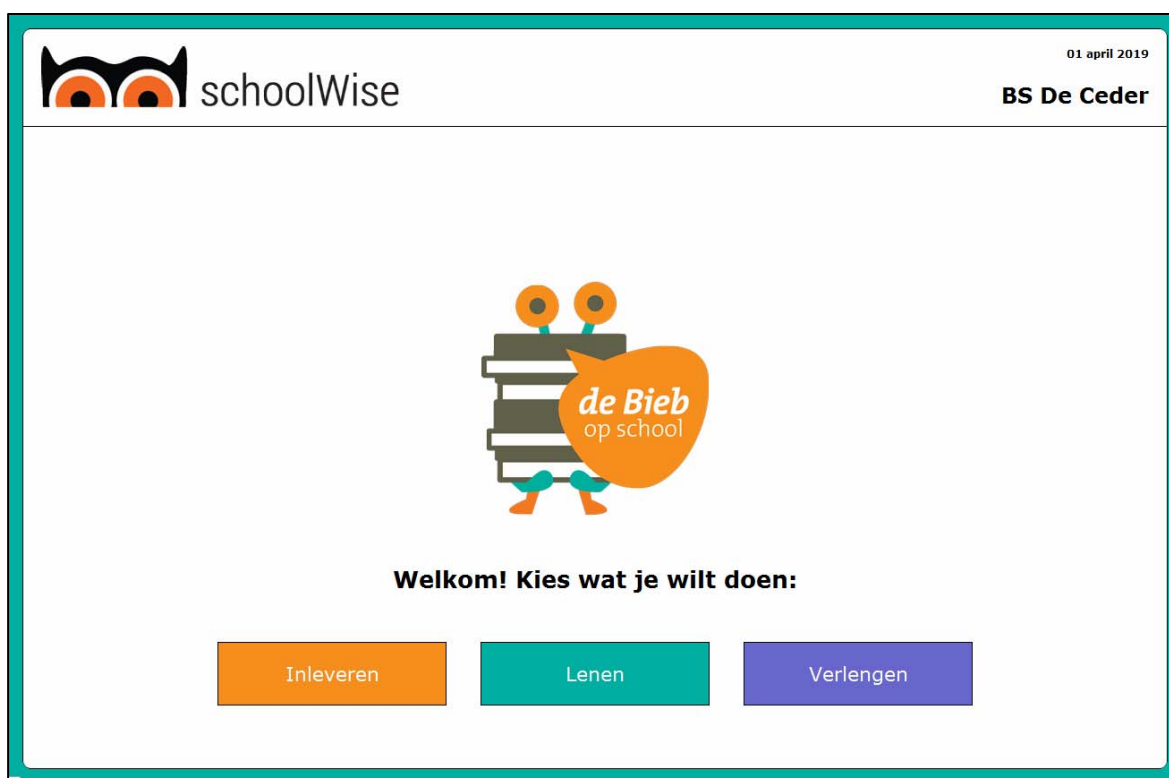 schoolWise
01 april 2019
BS De Ceder
de Bieb
op school
Welkom! Kies wat je wilt doen:
Inleveren
Lenen
Verlengen